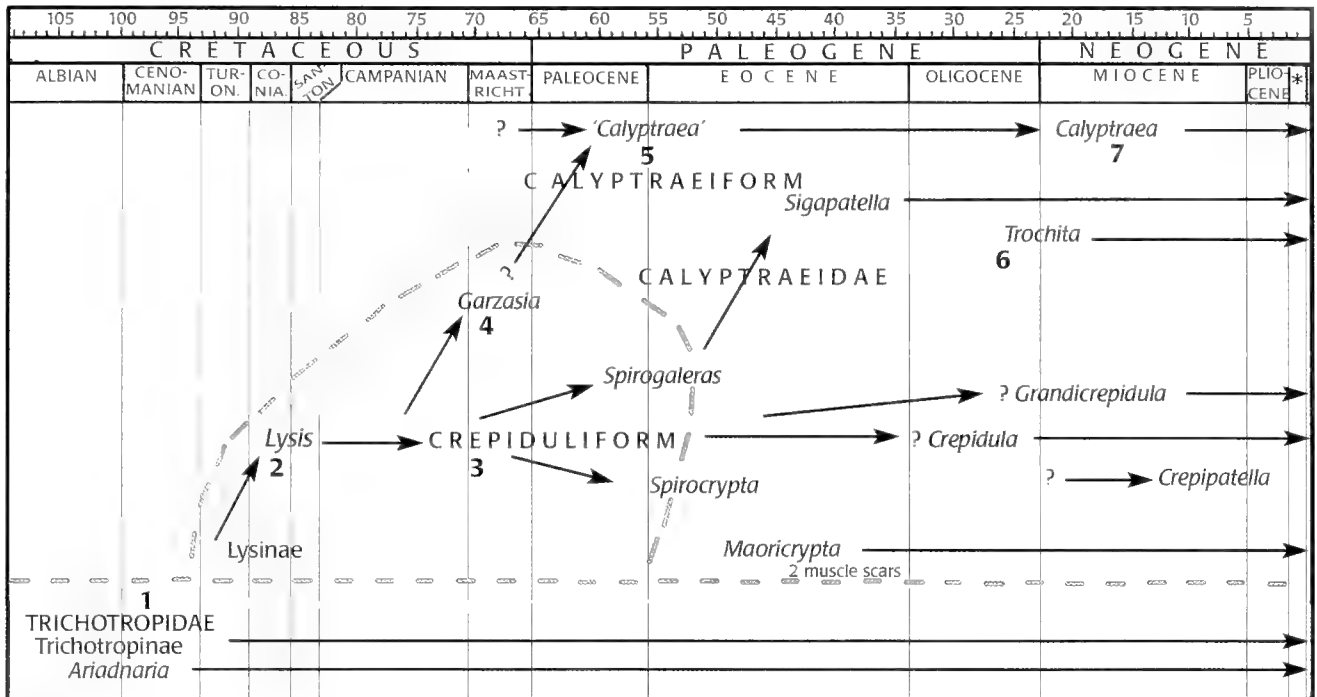 105 100 95 90 85 80 75 70 65 60 55 50 45 40 35 30 25 20 15 10 5
CRETACEOUS PALEOGENE NEOGENE
ALBIAN CENO-MANIAN TUR-ON. CO-NIA. SAN-TON. CAMPANIAN MAAST-RICHT PALEOCENE EOCENE OLIGOCENE MIOCENE PLIO-CENE *
? 'Calyptraea' Calyptraea
5 7
CALYPTRAEIFORM
Sigapatella
Trochita
6
? CALYPTRAEIDAE
Garzasia
4
Spirogaleras
? Grandicrepidula
Lysis CREPIDULIFORM ? Crepidula
2 3
Spirocrypta ? Crepipatella
Lysinae Maoricrypta
2 muscle scars
1
TRICHOTROPIDAE
Trichotropinae
Ariadnaria